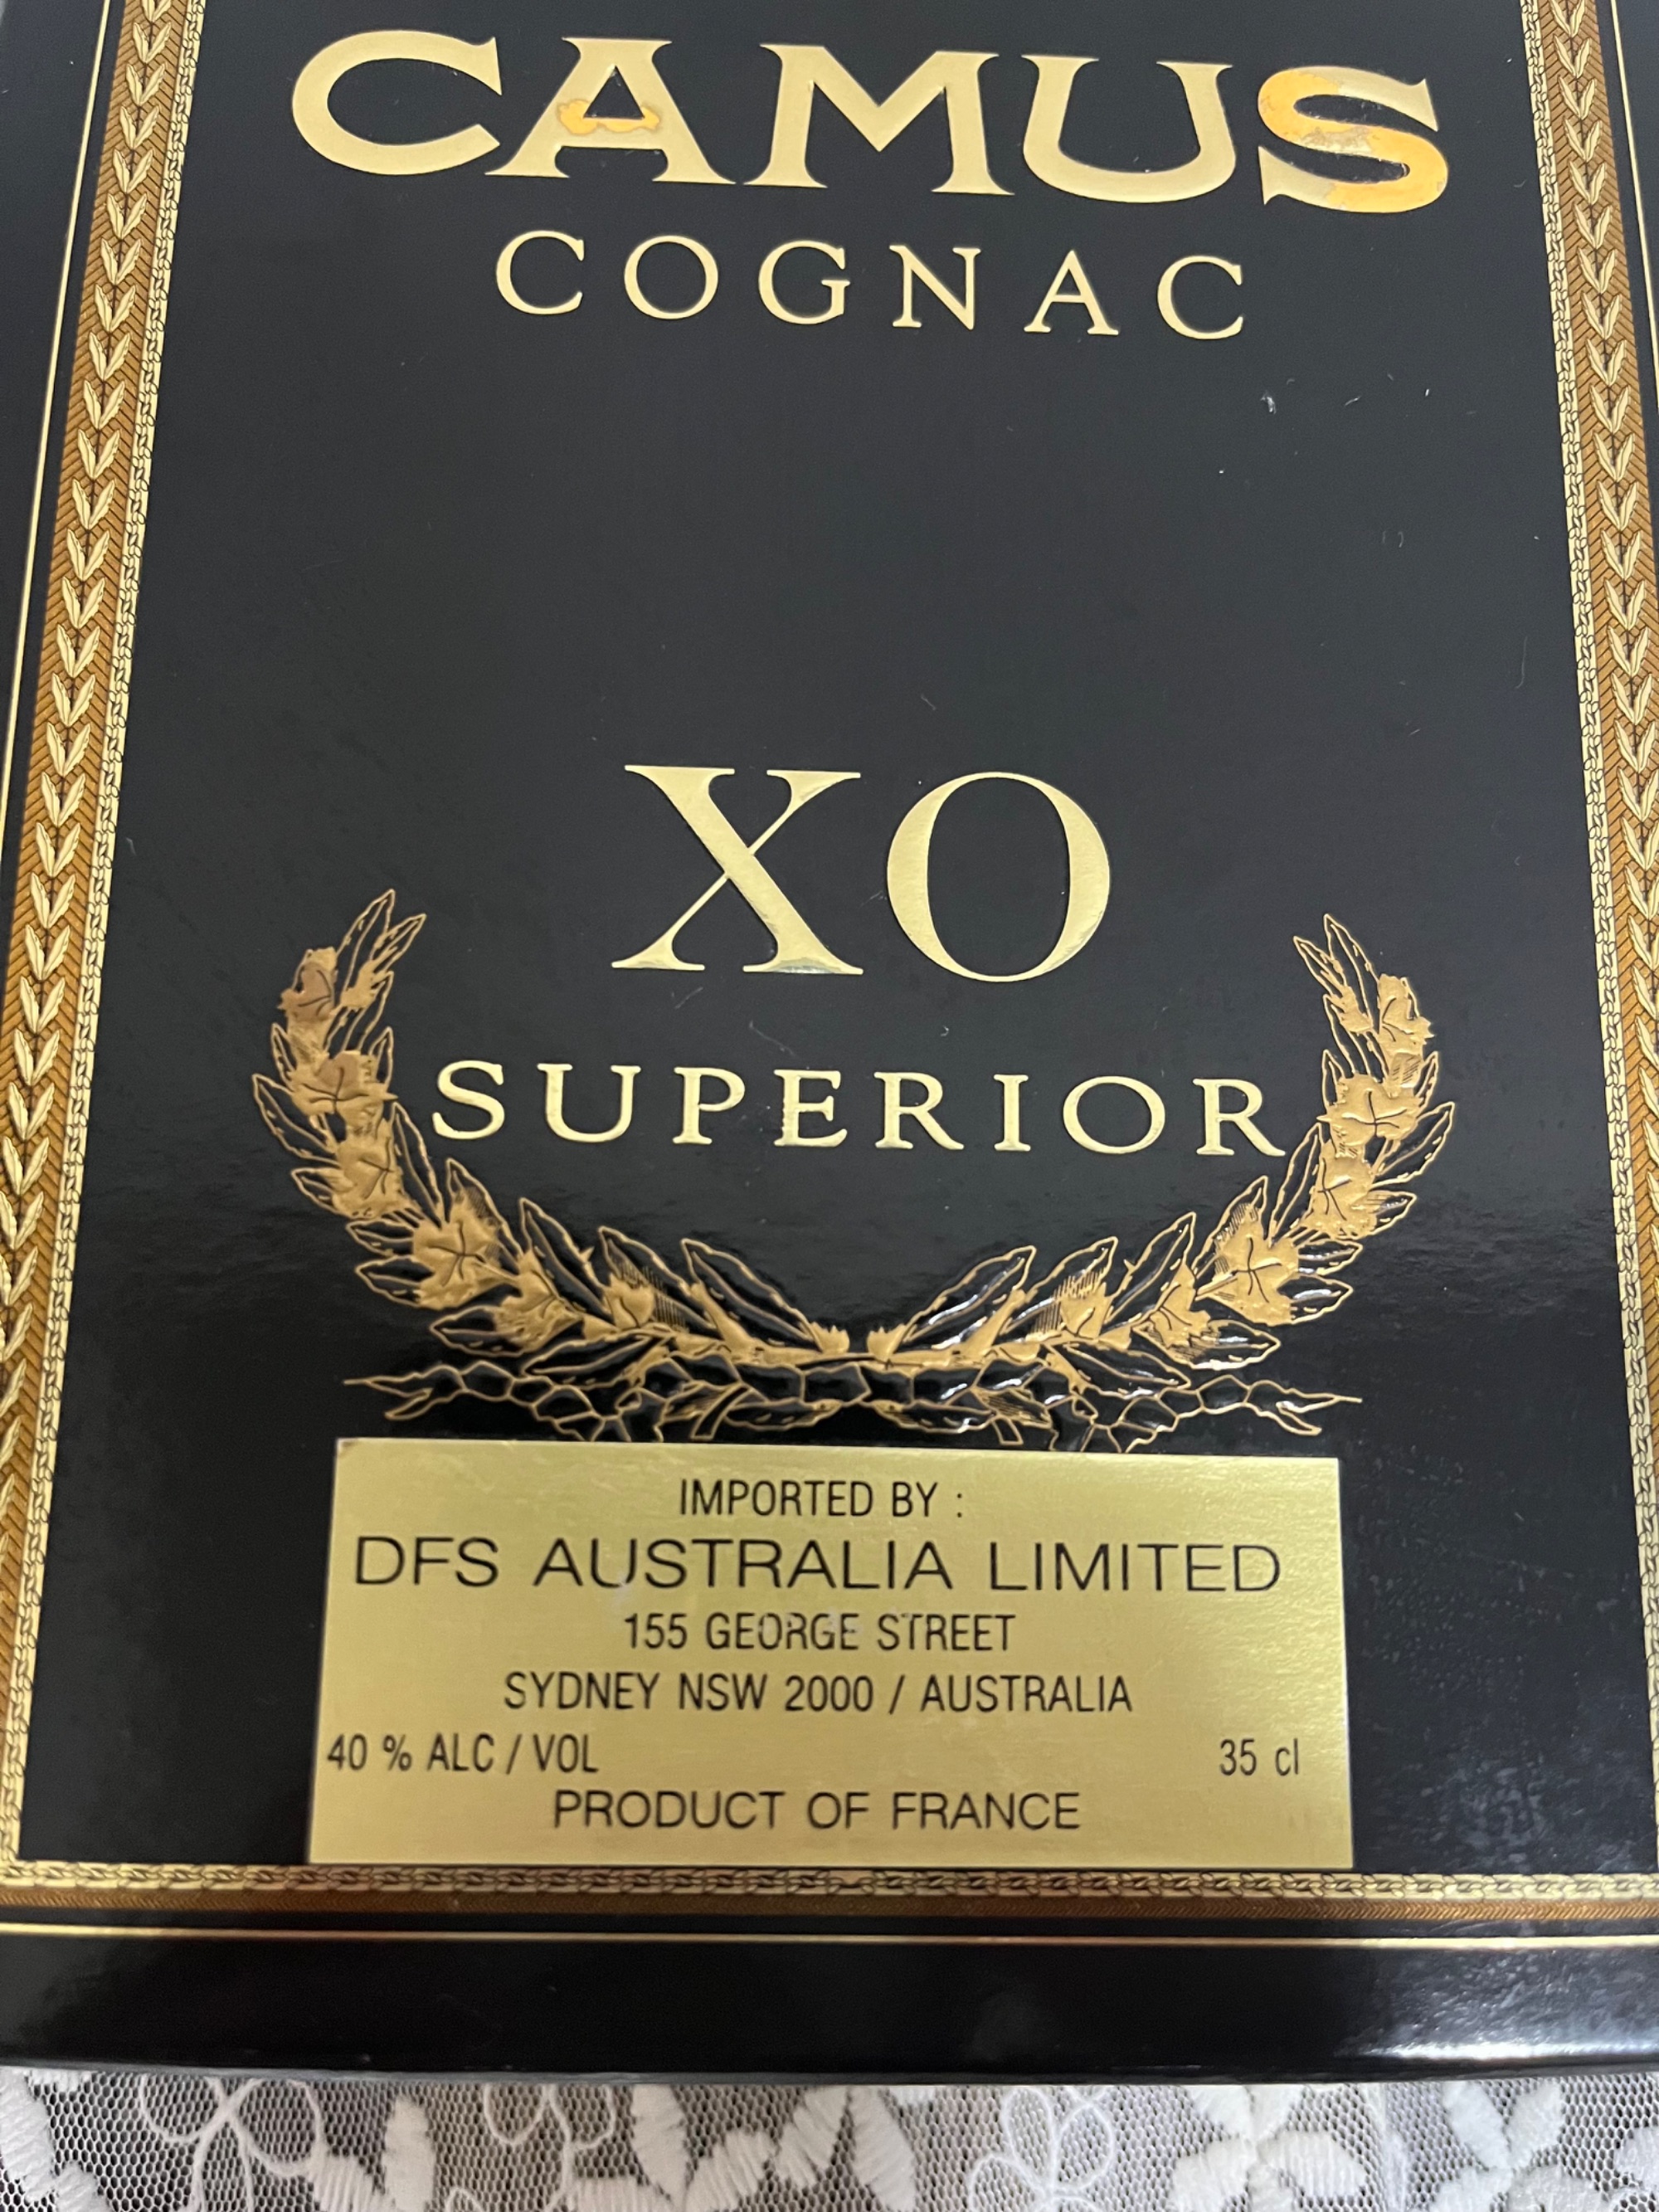 CAMUS
COGNAC
XO
SUPERIOR
IMPORTED BY :
DFS AUSTRALIA LIMITED
155 GEORGE STREET
SYDNEY NSW 2000 / AUSTRALIA
40 % ALC / VOL 35 cl
PRODUCT OF FRANCE